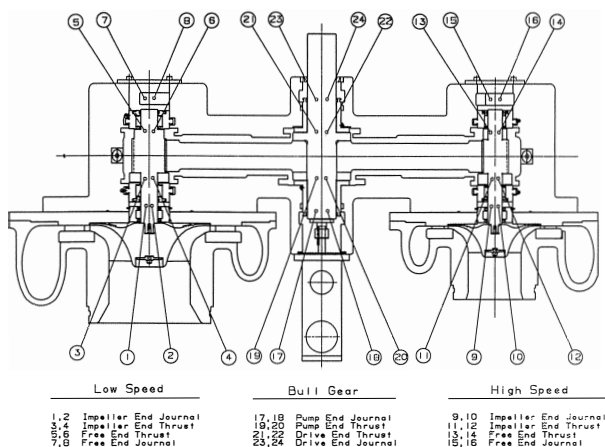 5 7 8 6 21 23 24 22 13 15 16 14
3 1 2 4 19 17 18 20 11 9 10 12
Low Speed
1,2 Impeller End Journal
3,4 Impeller End Thrust
5,6 Free End Thrust
7,8 Free End Journal
Bull Gear
17,18 Pump End Journal
19,20 Pump End Thrust
21,22 Drive End Thrust
23,24 Drive End Journal
High Speed
9,10 Impeller End Journal
11,12 Impeller End Thrust
13,14 Free End Thrust
15,16 Free End Journal